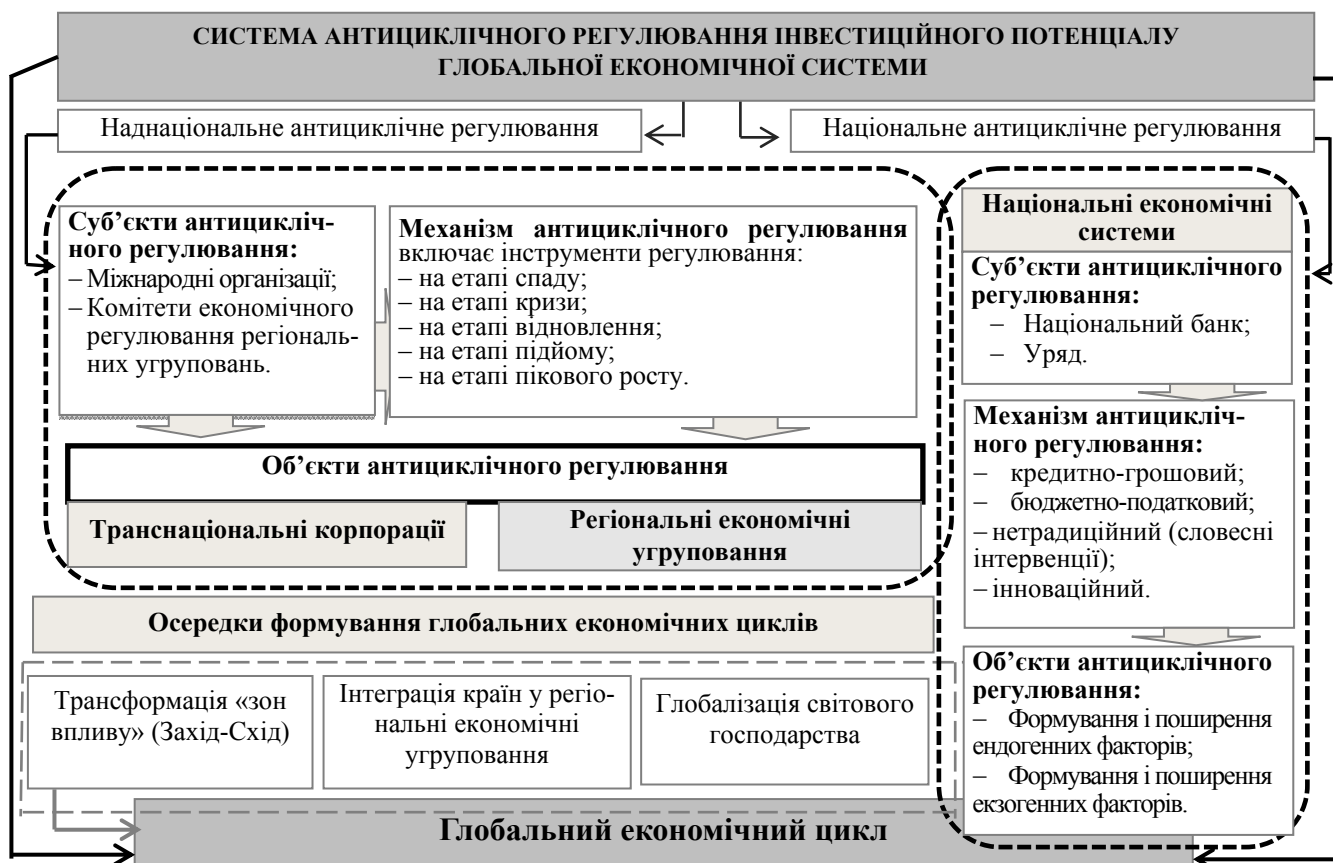 СИСТЕМА АНТИЦИКЛІЧНОГО РЕГУЛЮВАННЯ ІНВЕСТИЦІЙНОГО ПОТЕНЦІАЛУ
ГЛОБАЛЬНОЇ ЕКОНОМІЧНОЇ СИСТЕМИ
Наднаціональне антициклічне регулювання
Національне антициклічне регулювання
Суб’єкти антицикліч-
ного регулювання:
– Міжнародні організації;
– Комітети економічного
регулювання регіональ-
них угруповань.
Механізм антициклічного регулювання
включає інструменти регулювання:
– на етапі спаду;
– на етапі кризи;
– на етапі відновлення;
– на етапі підйому;
– на етапі пікового росту.
Об’єкти антициклічного регулювання
Транснаціональні корпорації
Регіональні економічні
угруповання
Національні економічні
системи
Суб’єкти антициклічного
регулювання:
– Національний банк;
– Уряд.
Механізм антицикліч-
ного регулювання:
– кредитно-грошовий;
– бюджетно-податковий;
– нетрадиційний (словесні
інтервенції);
– інноваційний.
Об’єкти антициклічного
регулювання:
– Формування і поширення
ендогенних факторів;
– Формування і поширення
екзогенних факторів.
Осередки формування глобальних економічних циклів
Трансформація «зон
впливу» (Захід-Схід)
Інтеграція країн у регіо-
нальні економічні
угруповання
Глобалізація світового
господарства
Глобальний економічний цикл